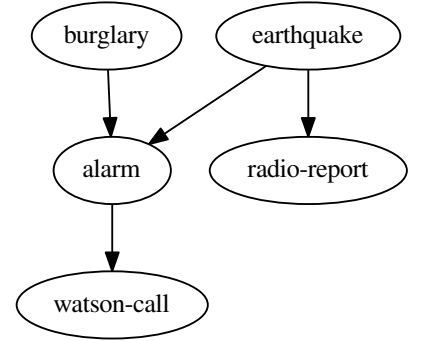 burglary
earthquake
alarm
radio-report
watson-call